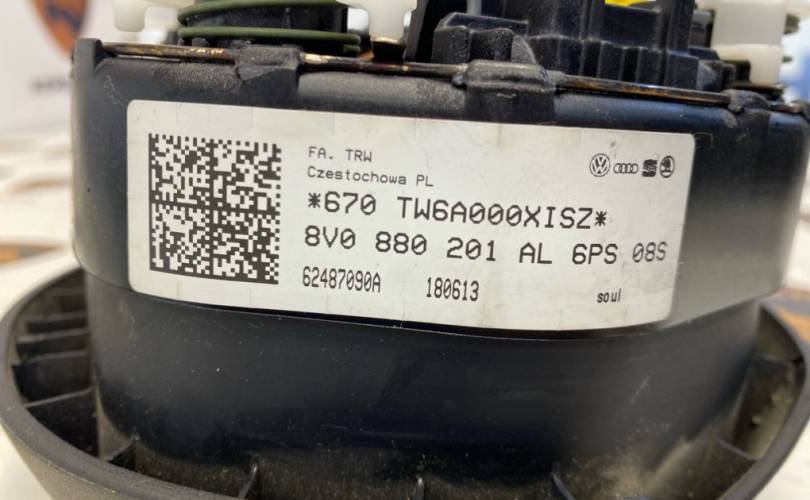 FA. TRW
Czestochowa PL
*670 TW6A000XISZ*
8V0 880 201 AL 6PS 08S
62487090A 180613 soul